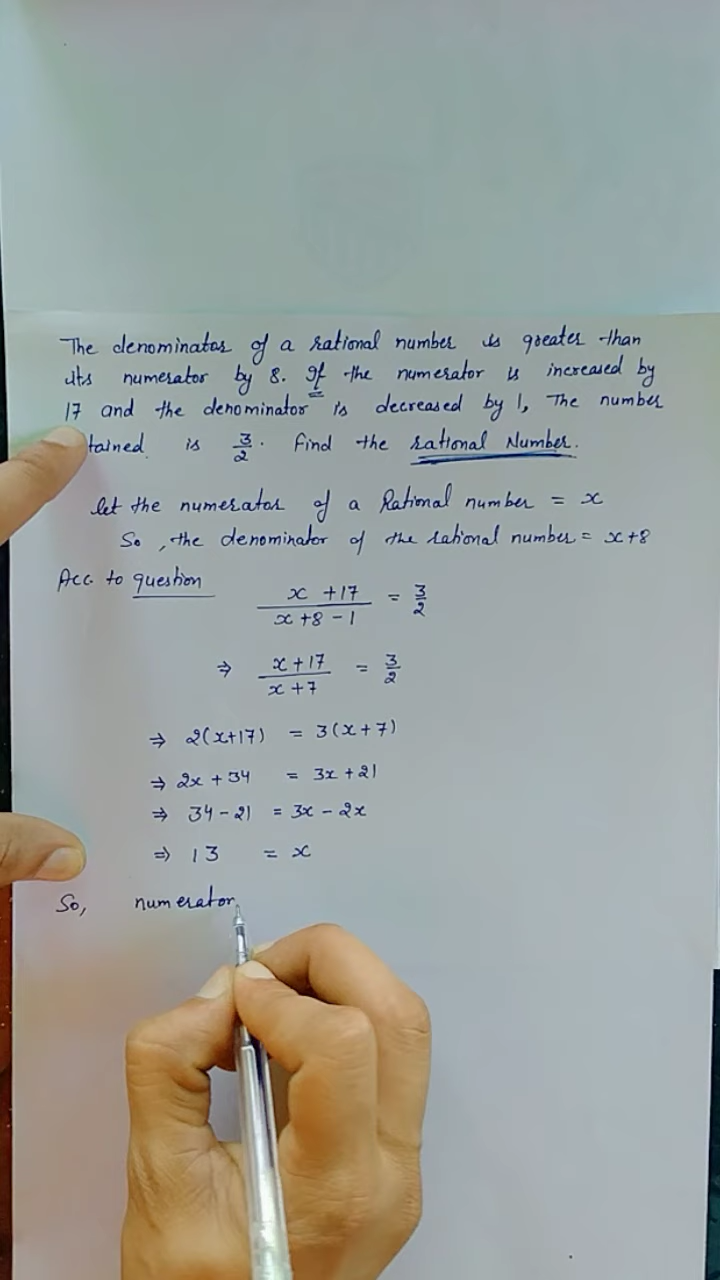 The denominator of a rational number is greater than
its numerator by 8. If the numerator is increased by
17 and the denominator is decreased by 1, The number
tained is 3/2. Find the rational Number.
let the numerator of a Rational number = x
So, the denominator of the rational number = x+8
Acc. to question
x + 17 / x + 8 - 1 = 3/2
⇒ x + 17 / x + 7 = 3/2
⇒ 2(x+17) = 3(x+7)
⇒ 2x + 34 = 3x + 21
⇒ 34 - 21 = 3x - 2x
⇒ 13 = x
So, numerator